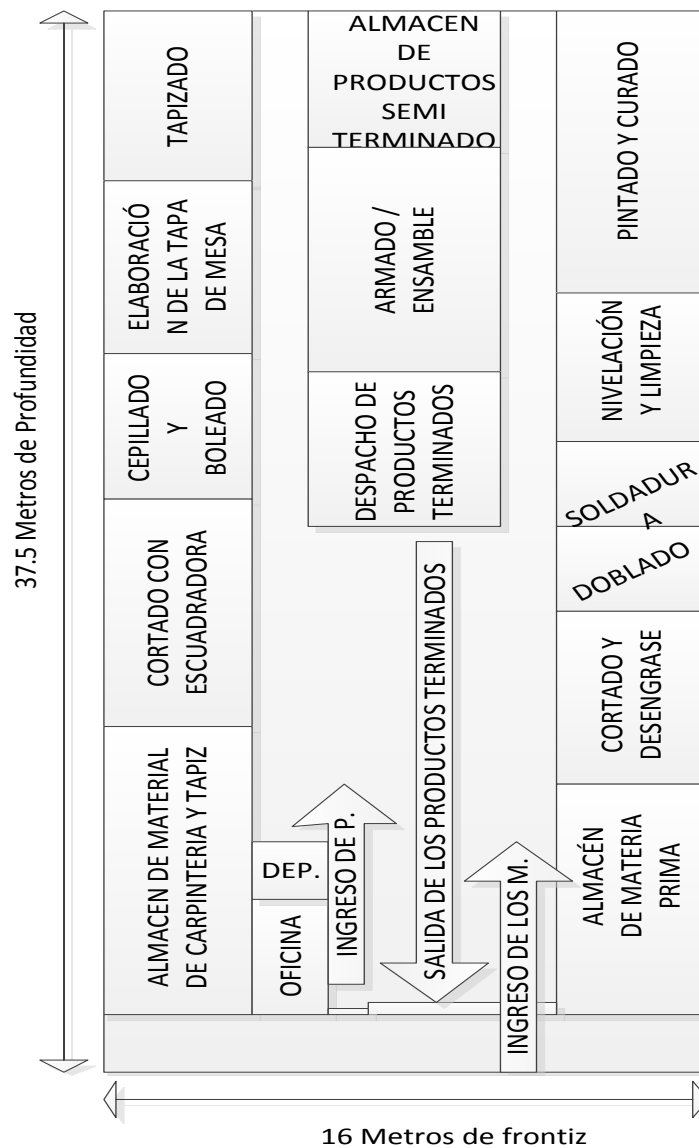 ALMACEN
DE
PRODUCTOS
SEMI
TERMINADO
TAPIZADO
PINTADO Y CURADO
ELABORACIÓ
N DE LA TAPA
DE MESA
ARMADO /
ENSAMBLE
NIVELACIÓN
Y LIMPIEZA
CEPILLADO
Y
BOLEADO
DESPACHO DE
PRODUCTOS
TERMINADOS
SOLDADUR
A
DOBLADO
37.5 Metros de Profundidad
CORTADO CON
ESCUADRADORA
CORTADO Y
DESENGRASE
SALIDA DE LOS PRODUCTOS TERMINADOS
ALMACEN DE MATERIAL
DE CARPINTERIA Y TAPIZ
DEP.
INGRESO DE P.
OFICINA
INGRESO DE LOS M.
ALMACÉN
DE MATERIA
PRIMA
16 Metros de frontiz